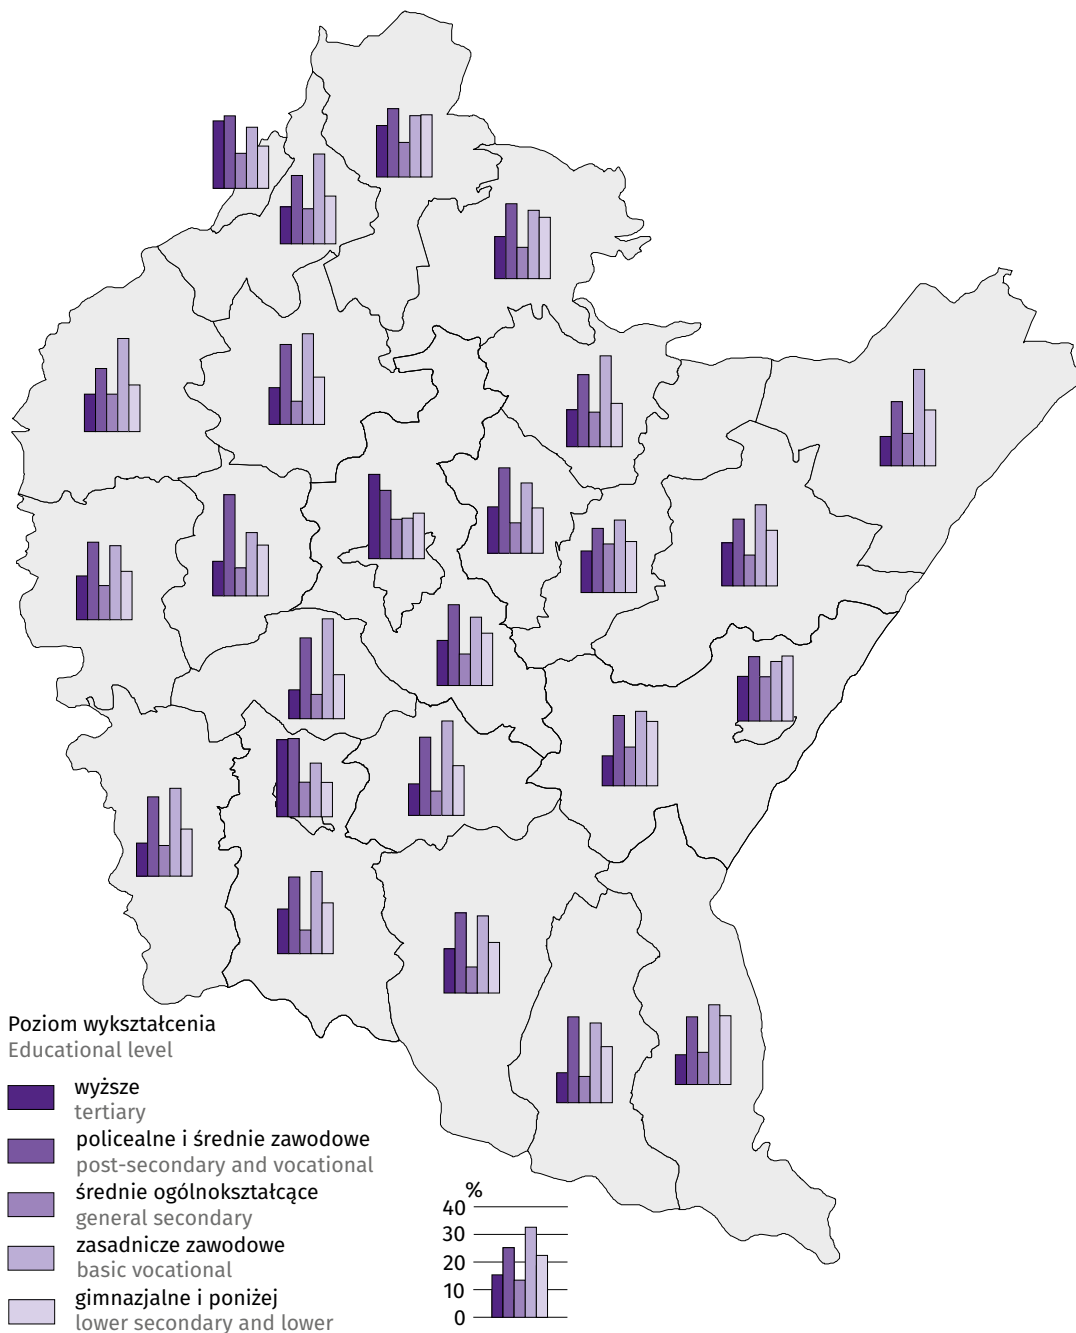 Poziom wykształcenia
Educational level
wyższe
tertiary
policealne i średnie zawodowe
post-secondary and vocational
średnie ogólnokształcące
general secondary
zasadnicze zawodowe
basic vocational
gimnazjalne i poniżej
lower secondary and lower
%
40
30
20
10
0